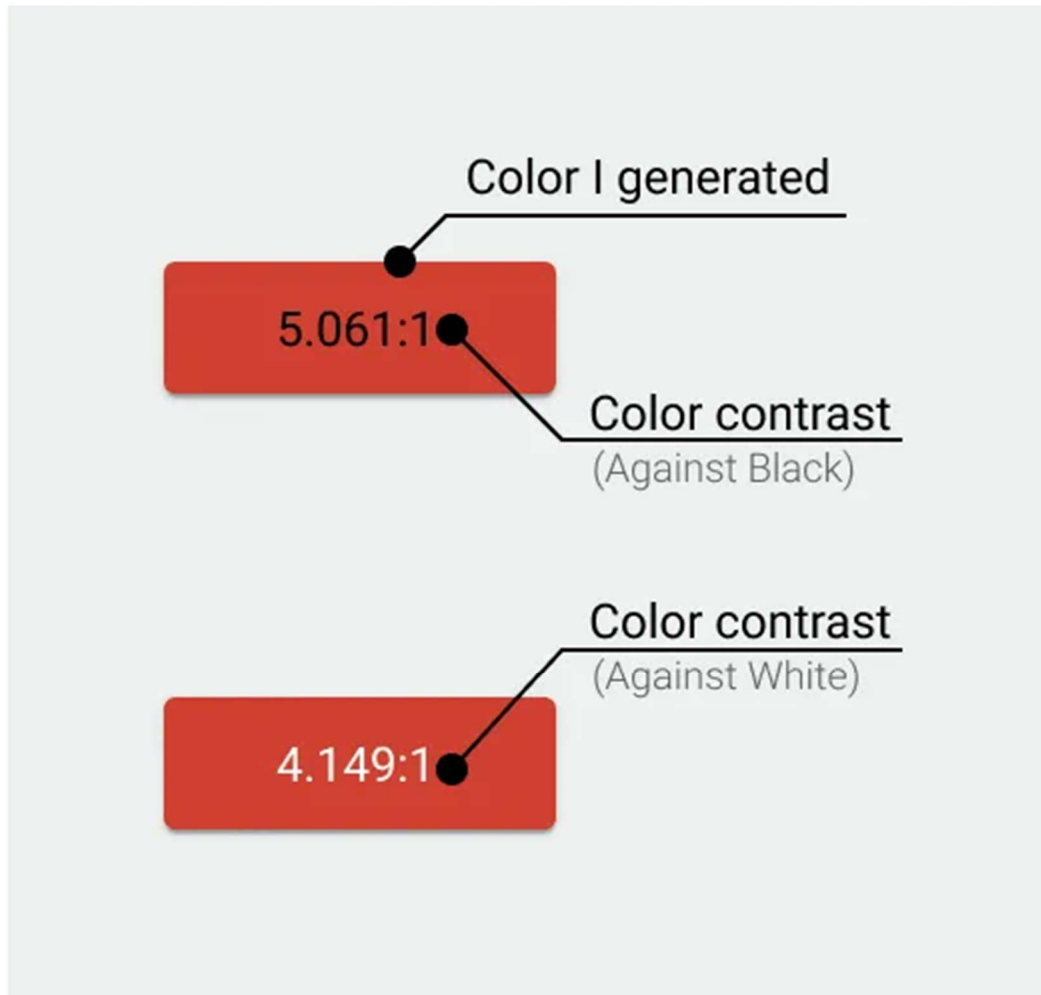 Color I generated
5.061:1
Color contrast
(Against Black)
Color contrast
(Against White)
4.149:1